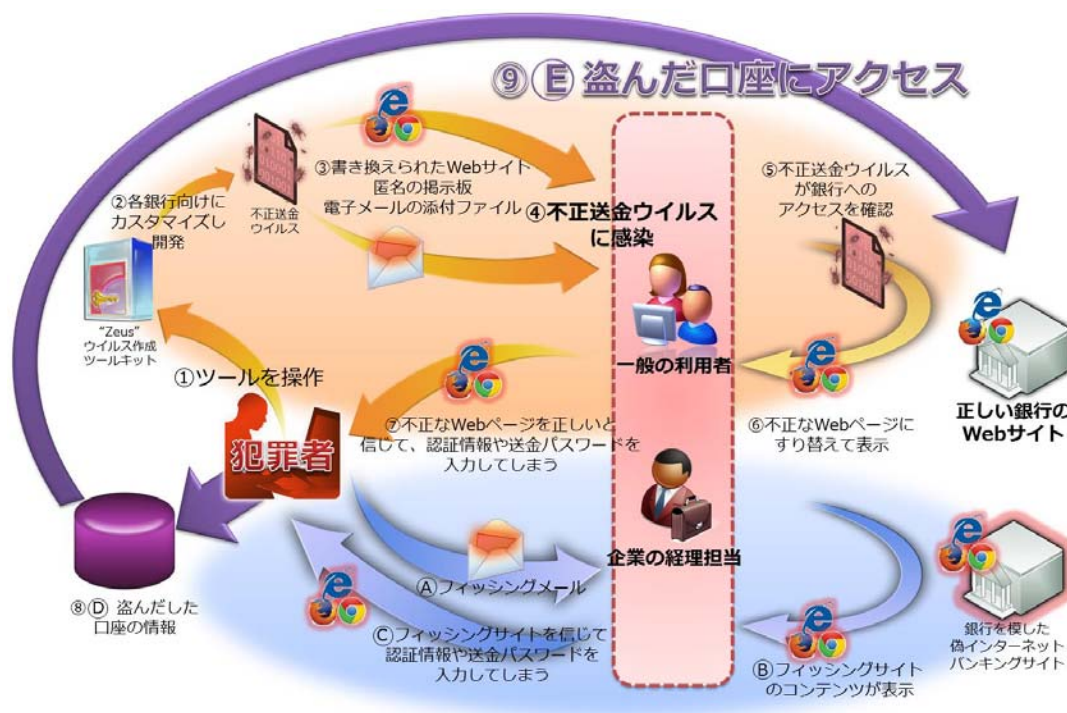 ⑨Ⓔ 盗んだ口座にアクセス
③書き換えられたWebサイト
匿名の掲示板
電子メールの添付ファイル
②各銀行向けに
カスタマイズし
開発
不正送金
ウイルス
④不正送金ウイルス
に感染
⑤不正送金ウイルス
が銀行への
アクセスを確認
“Zeus”
ウイルス作成
ツールキット
①ツールを操作
一般の利用者
犯罪者
⑦不正なWebページを正しいと
信じて、認証情報や送金パスワードを
入力してしまう
⑥不正なWebページに
すり替えて表示
正しい銀行の
Webサイト
企業の経理担当
Ⓐフィッシングメール
⑧Ⓓ 盗んだした
口座の情報
Ⓒフィッシングサイトを信じて
認証情報や送金パスワードを
入力してしまう
Ⓑフィッシングサイト
のコンテンツが表示
銀行を模した
偽インターネット
バンキングサイト